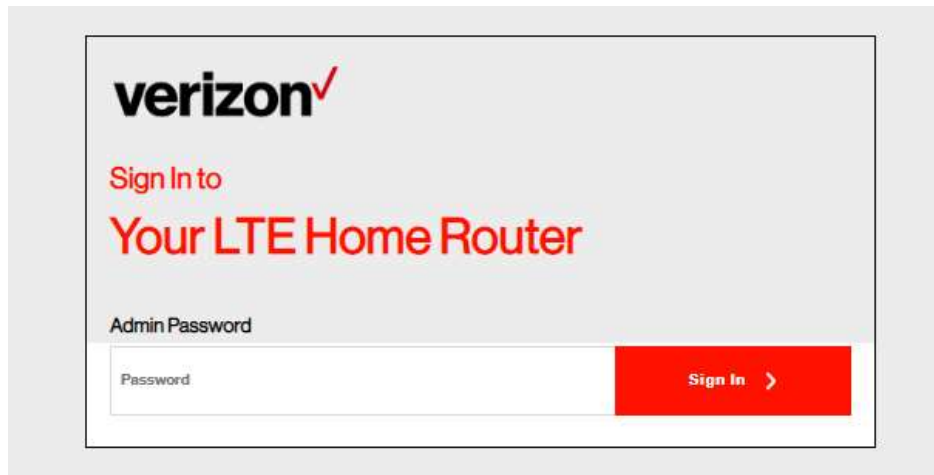 verizon
Sign In to
Your LTE Home Router
Admin Password
Password
Sign In